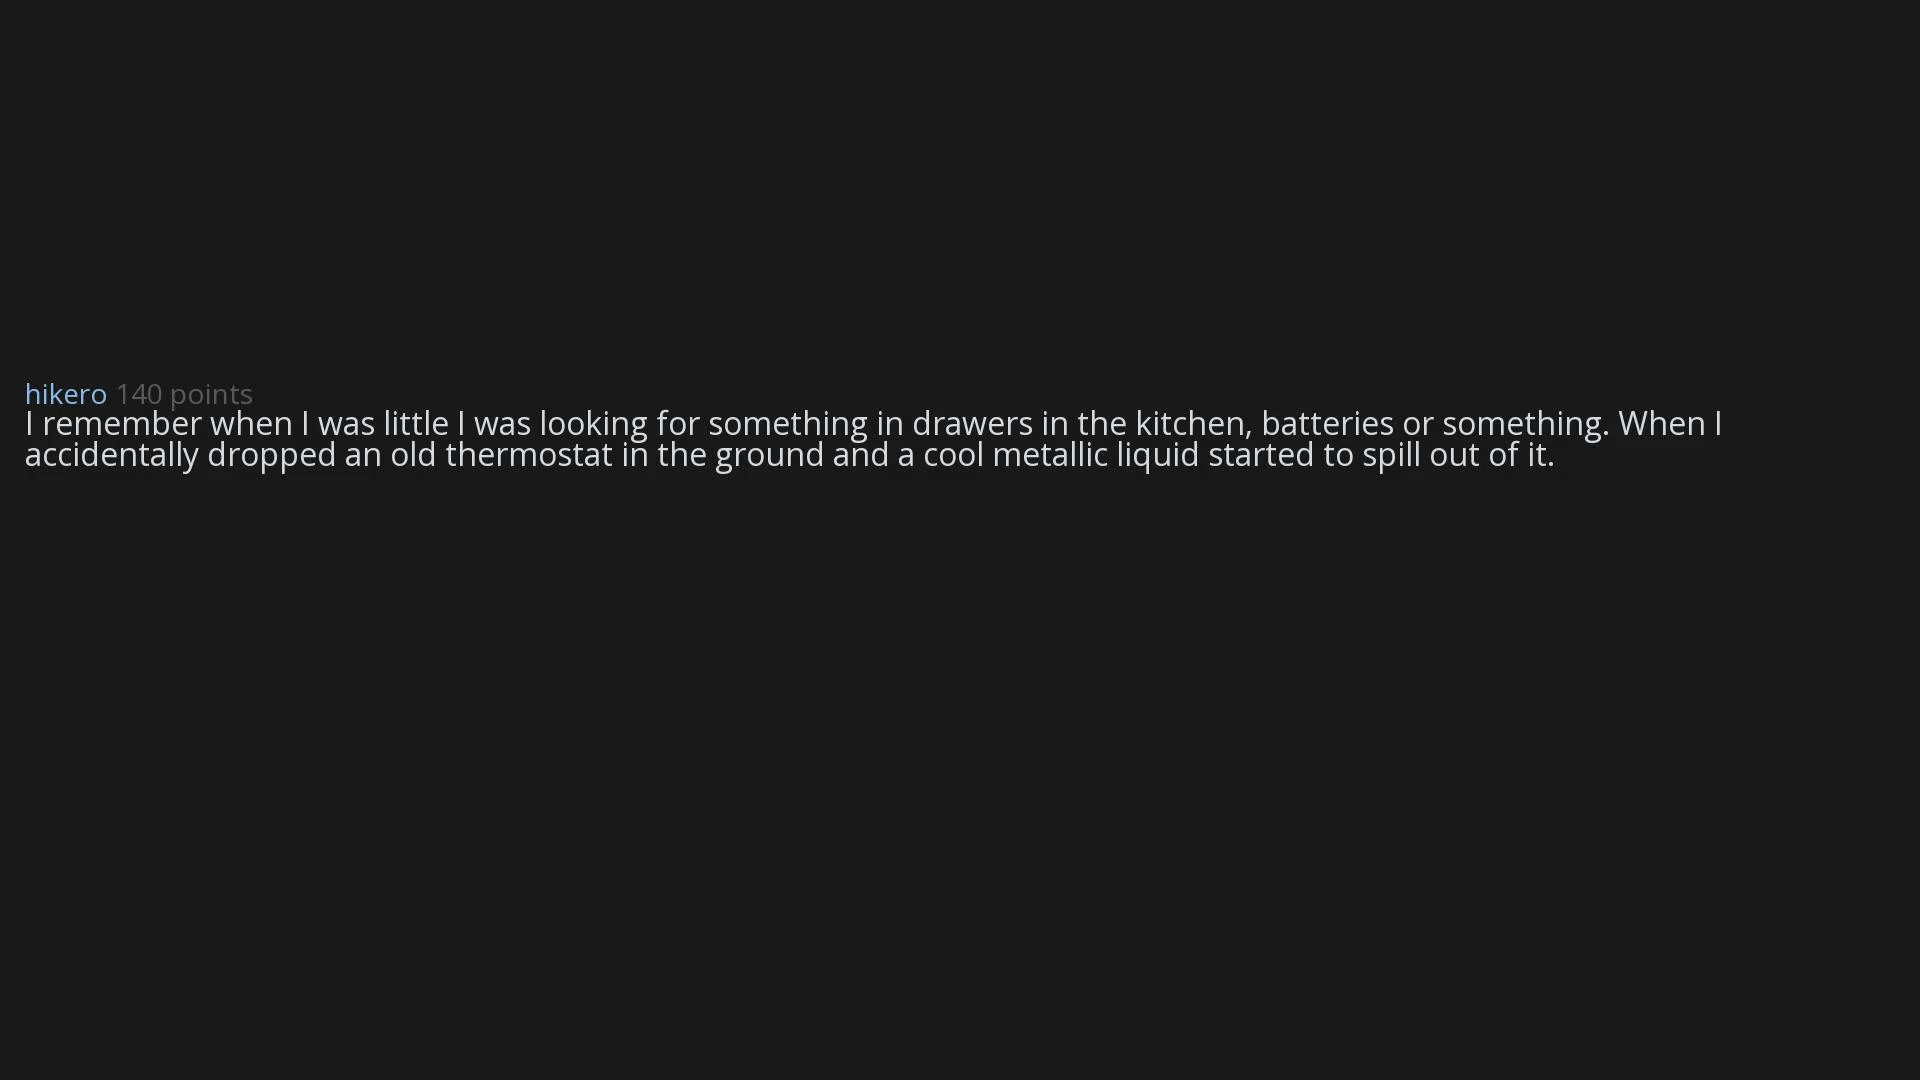 hikero 140 points
I remember when I was little I was looking for something in drawers in the kitchen, batteries or something. When I
accidentally dropped an old thermostat in the ground and a cool metallic liquid started to spill out of it.